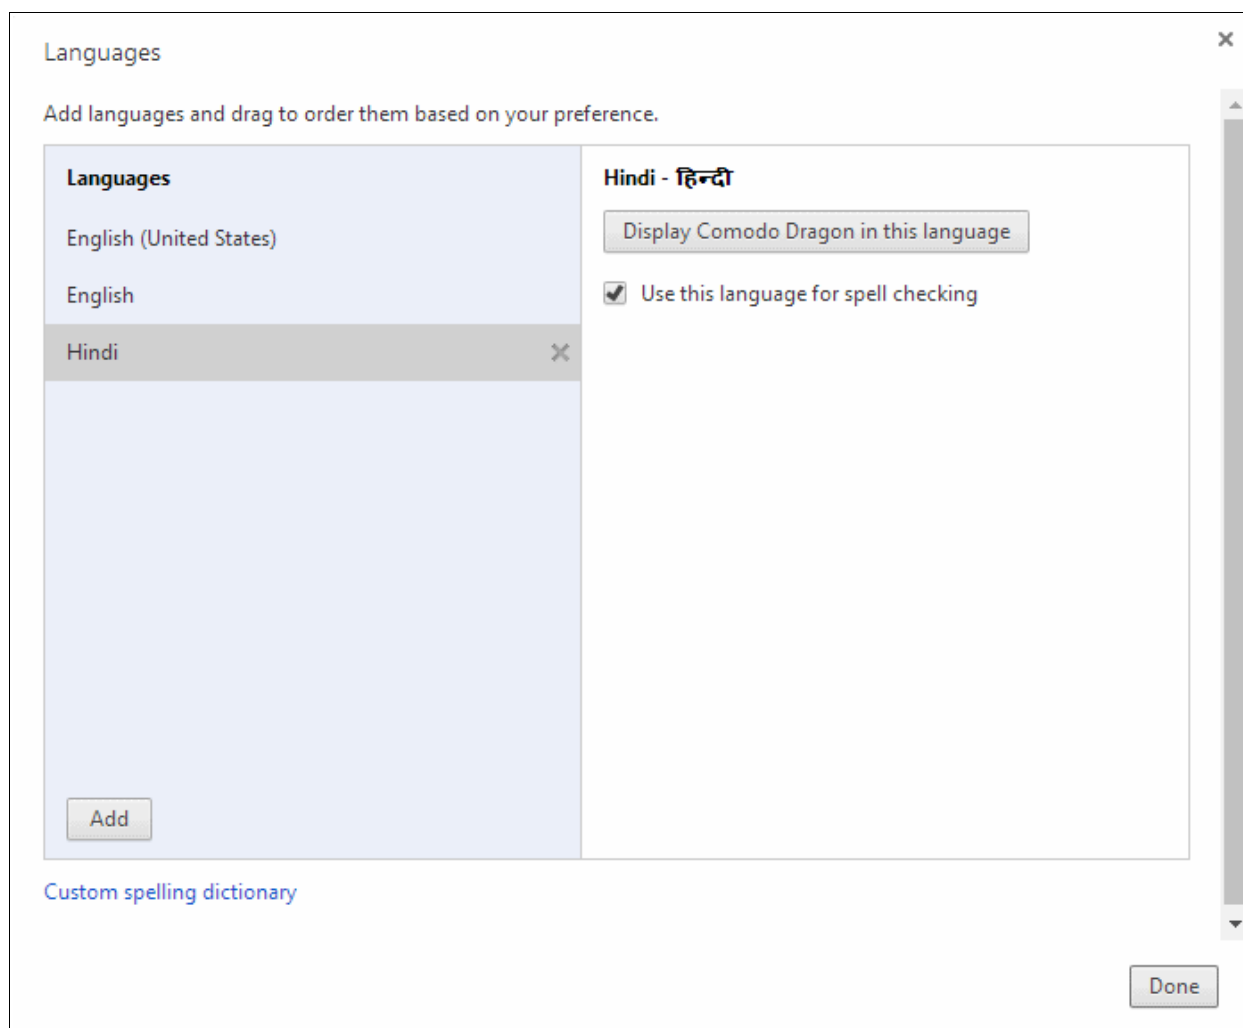 Languages
Add languages and drag to order them based on your preference.
Languages
English (United States)
English
Hindi
Add
Hindi - हिन्दी
Display Comodo Dragon in this language
Use this language for spell checking
Custom spelling dictionary
Done